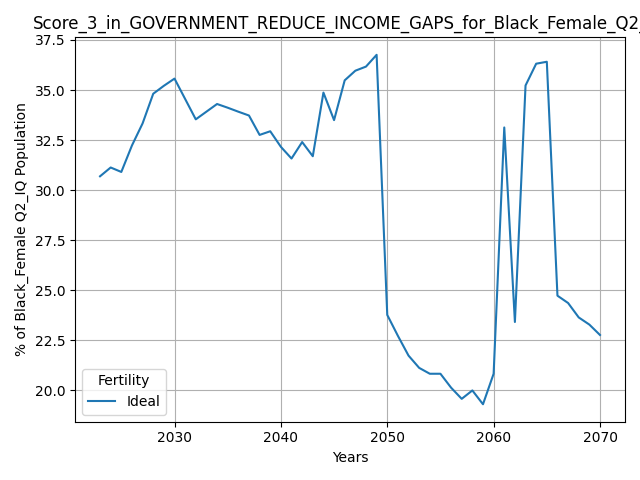 Score_3_in_GOVERNMENT_REDUCE_INCOME_GAPS_for_Black_Female_Q2_
37.5
35.0
32.5
30.0
27.5
25.0
22.5
20.0
% of Black_Female Q2_IQ Population
Fertility
Ideal
2030 2040 2050 2060 2070
Years